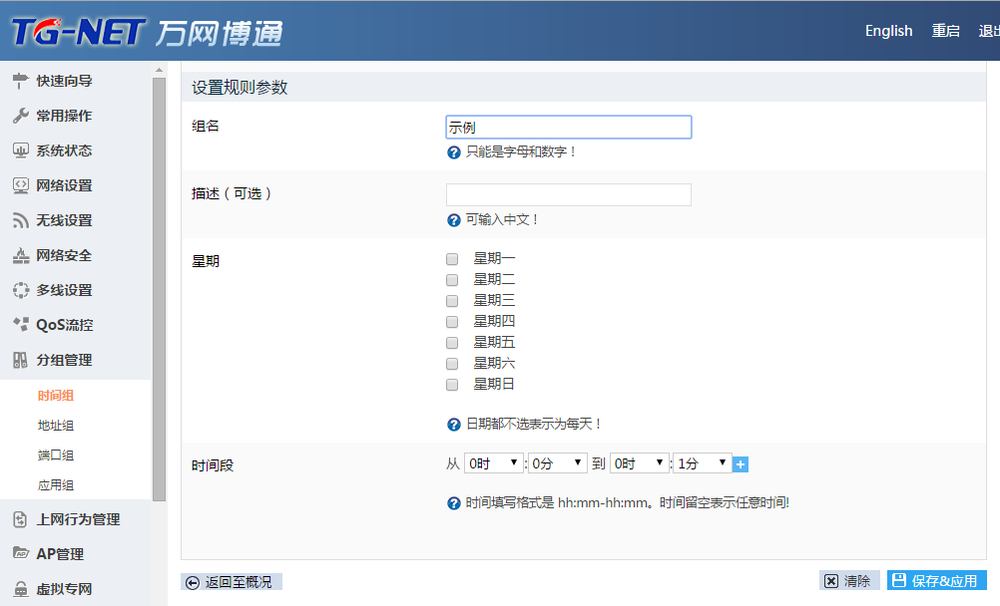 TG-NET 万网博通
English 重启 退出
快速向导
常用操作
系统状态
网络设置
无线设置
网络安全
多线设置
QoS流控
分组管理
时间组
地址组
端口组
应用组
上网行为管理
AP管理
虚拟专网
设置规则参数
组名
示例
只能是字母和数字！
描述（可选）
可输入中文！
星期
星期一
星期二
星期三
星期四
星期五
星期六
星期日
日期都不选表示为每天！
时间段
从 0时 : 0分 到 0时 : 1分
时间填写格式是 hh:mm-hh:mm。时间留空表示任意时间!
返回至概况
清除
保存&应用